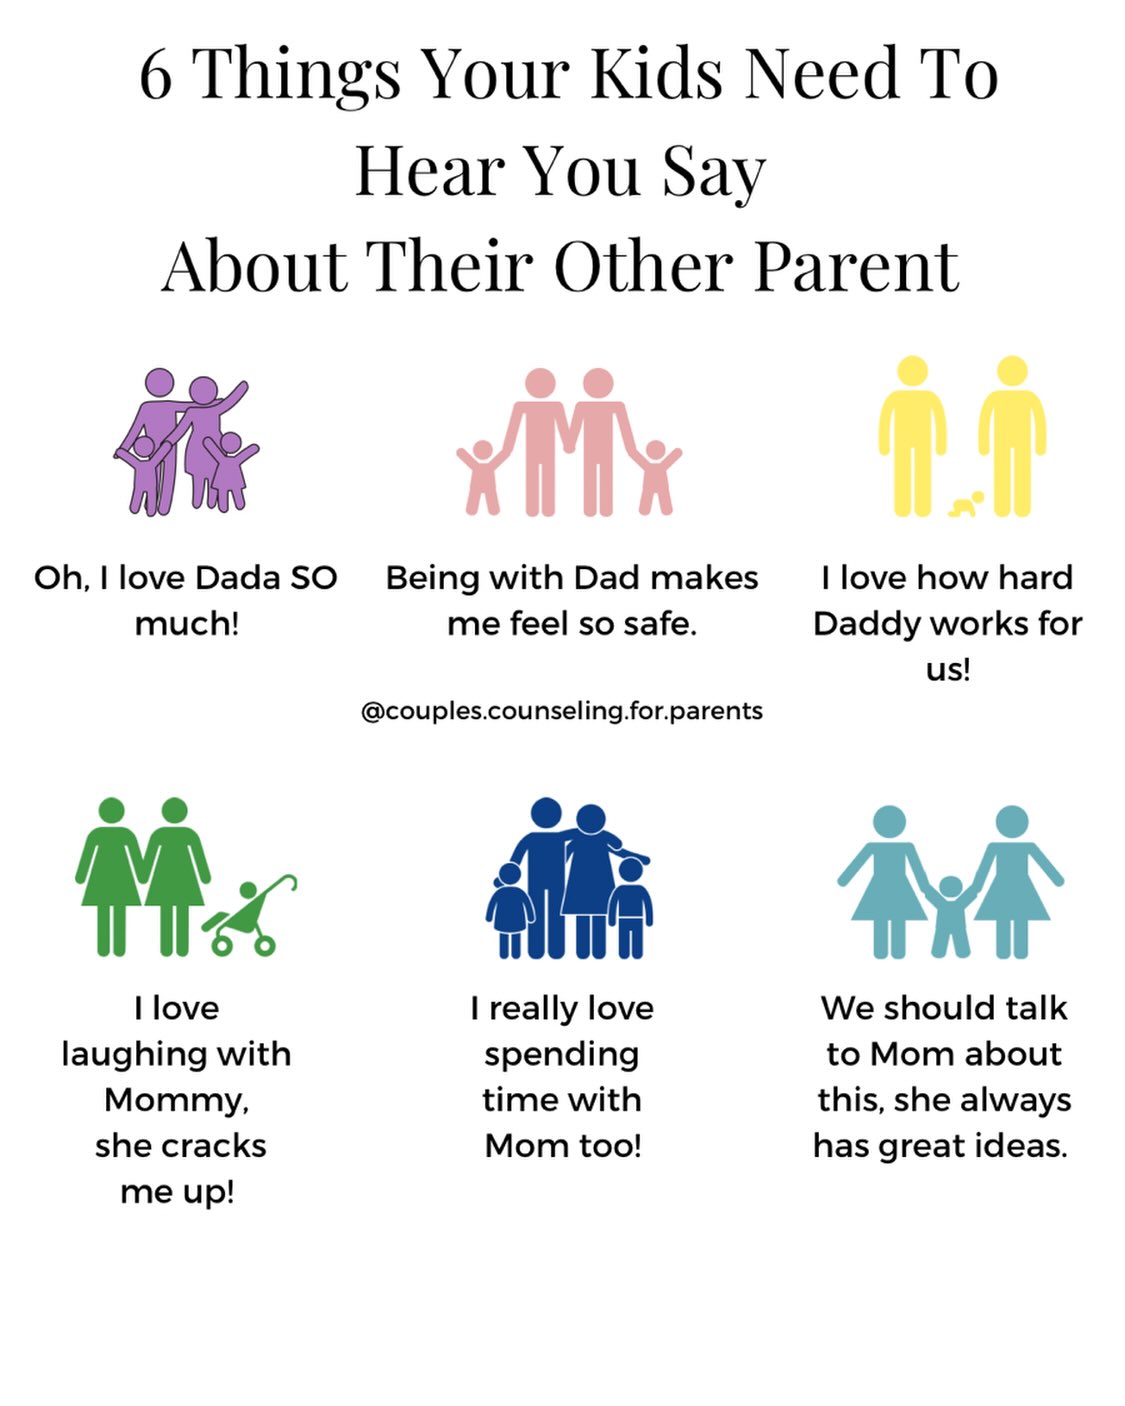 6 Things Your Kids Need To
Hear You Say
About Their Other Parent
Oh, I love Dada SO
much!
Being with Dad makes
me feel so safe.
I love how hard
Daddy works for
us!
@couples.counseling.for.parents
I love
laughing with
Mommy,
she cracks
me up!
I really love
spending
time with
Mom too!
We should talk
to Mom about
this, she always
has great ideas.